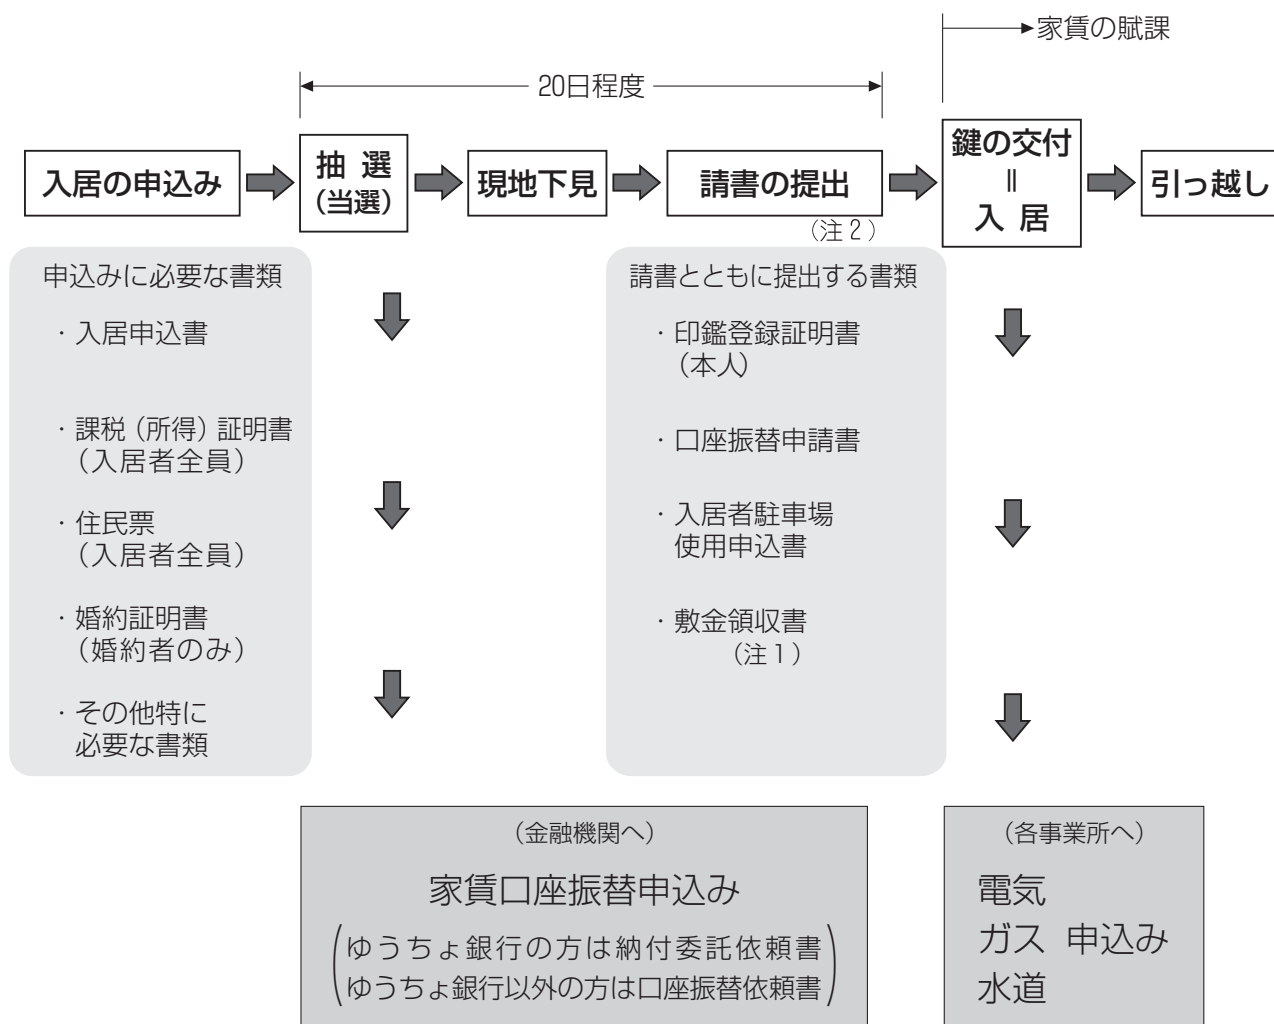 家賃の賦課
20日程度
入居の申込み
抽 選
（当選）
現地下見
請書の提出
（注２）
鍵の交付
＝
入 居
引っ越し
申込みに必要な書類
・入居申込書
・課税（所得）証明書
（入居者全員）
・住民票
（入居者全員）
・婚約証明書
（婚約者のみ）
・その他特に
必要な書類
請書とともに提出する書類
・印鑑登録証明書
（本人）
・口座振替申請書
・入居者駐車場
使用申込書
・敷金領収書
（注１）
（金融機関へ）
家賃口座振替申込み
（ゆうちょ銀行の方は納付委託依頼書
ゆうちょ銀行以外の方は口座振替依頼書）
（各事業所へ）
電気
ガス 申込み
水道